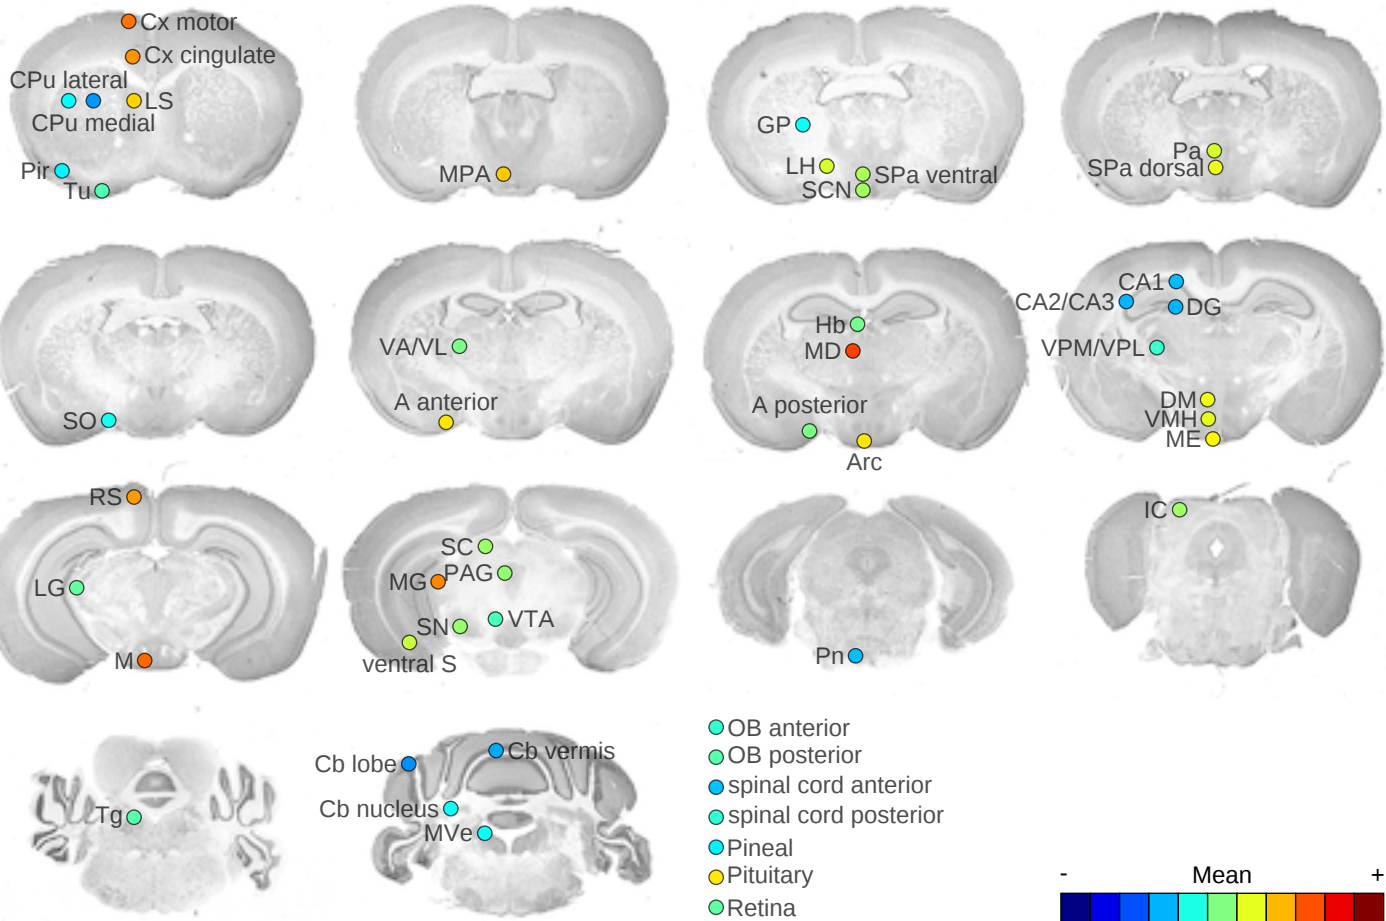 Cx motor
Cx cingulate
CPu lateral
LS
CPu medial
Pir
Tu
MPA
GP
LH
SPa ventral
SCN
Pa
SPa dorsal
SO
VA/VL
A anterior
Hb
MD
A posterior
Arc
CA1
CA2/CA3
DG
VPM/VPL
DM
VMH
ME
RS
LG
M
SC
MG
PAG
SN
VTA
ventral S
Pn
IC
Tg
Cb lobe
Cb vermis
Cb nucleus
MVe
OB anterior
OB posterior
spinal cord anterior
spinal cord posterior
Pineal
Pituitary
Retina
- Mean +